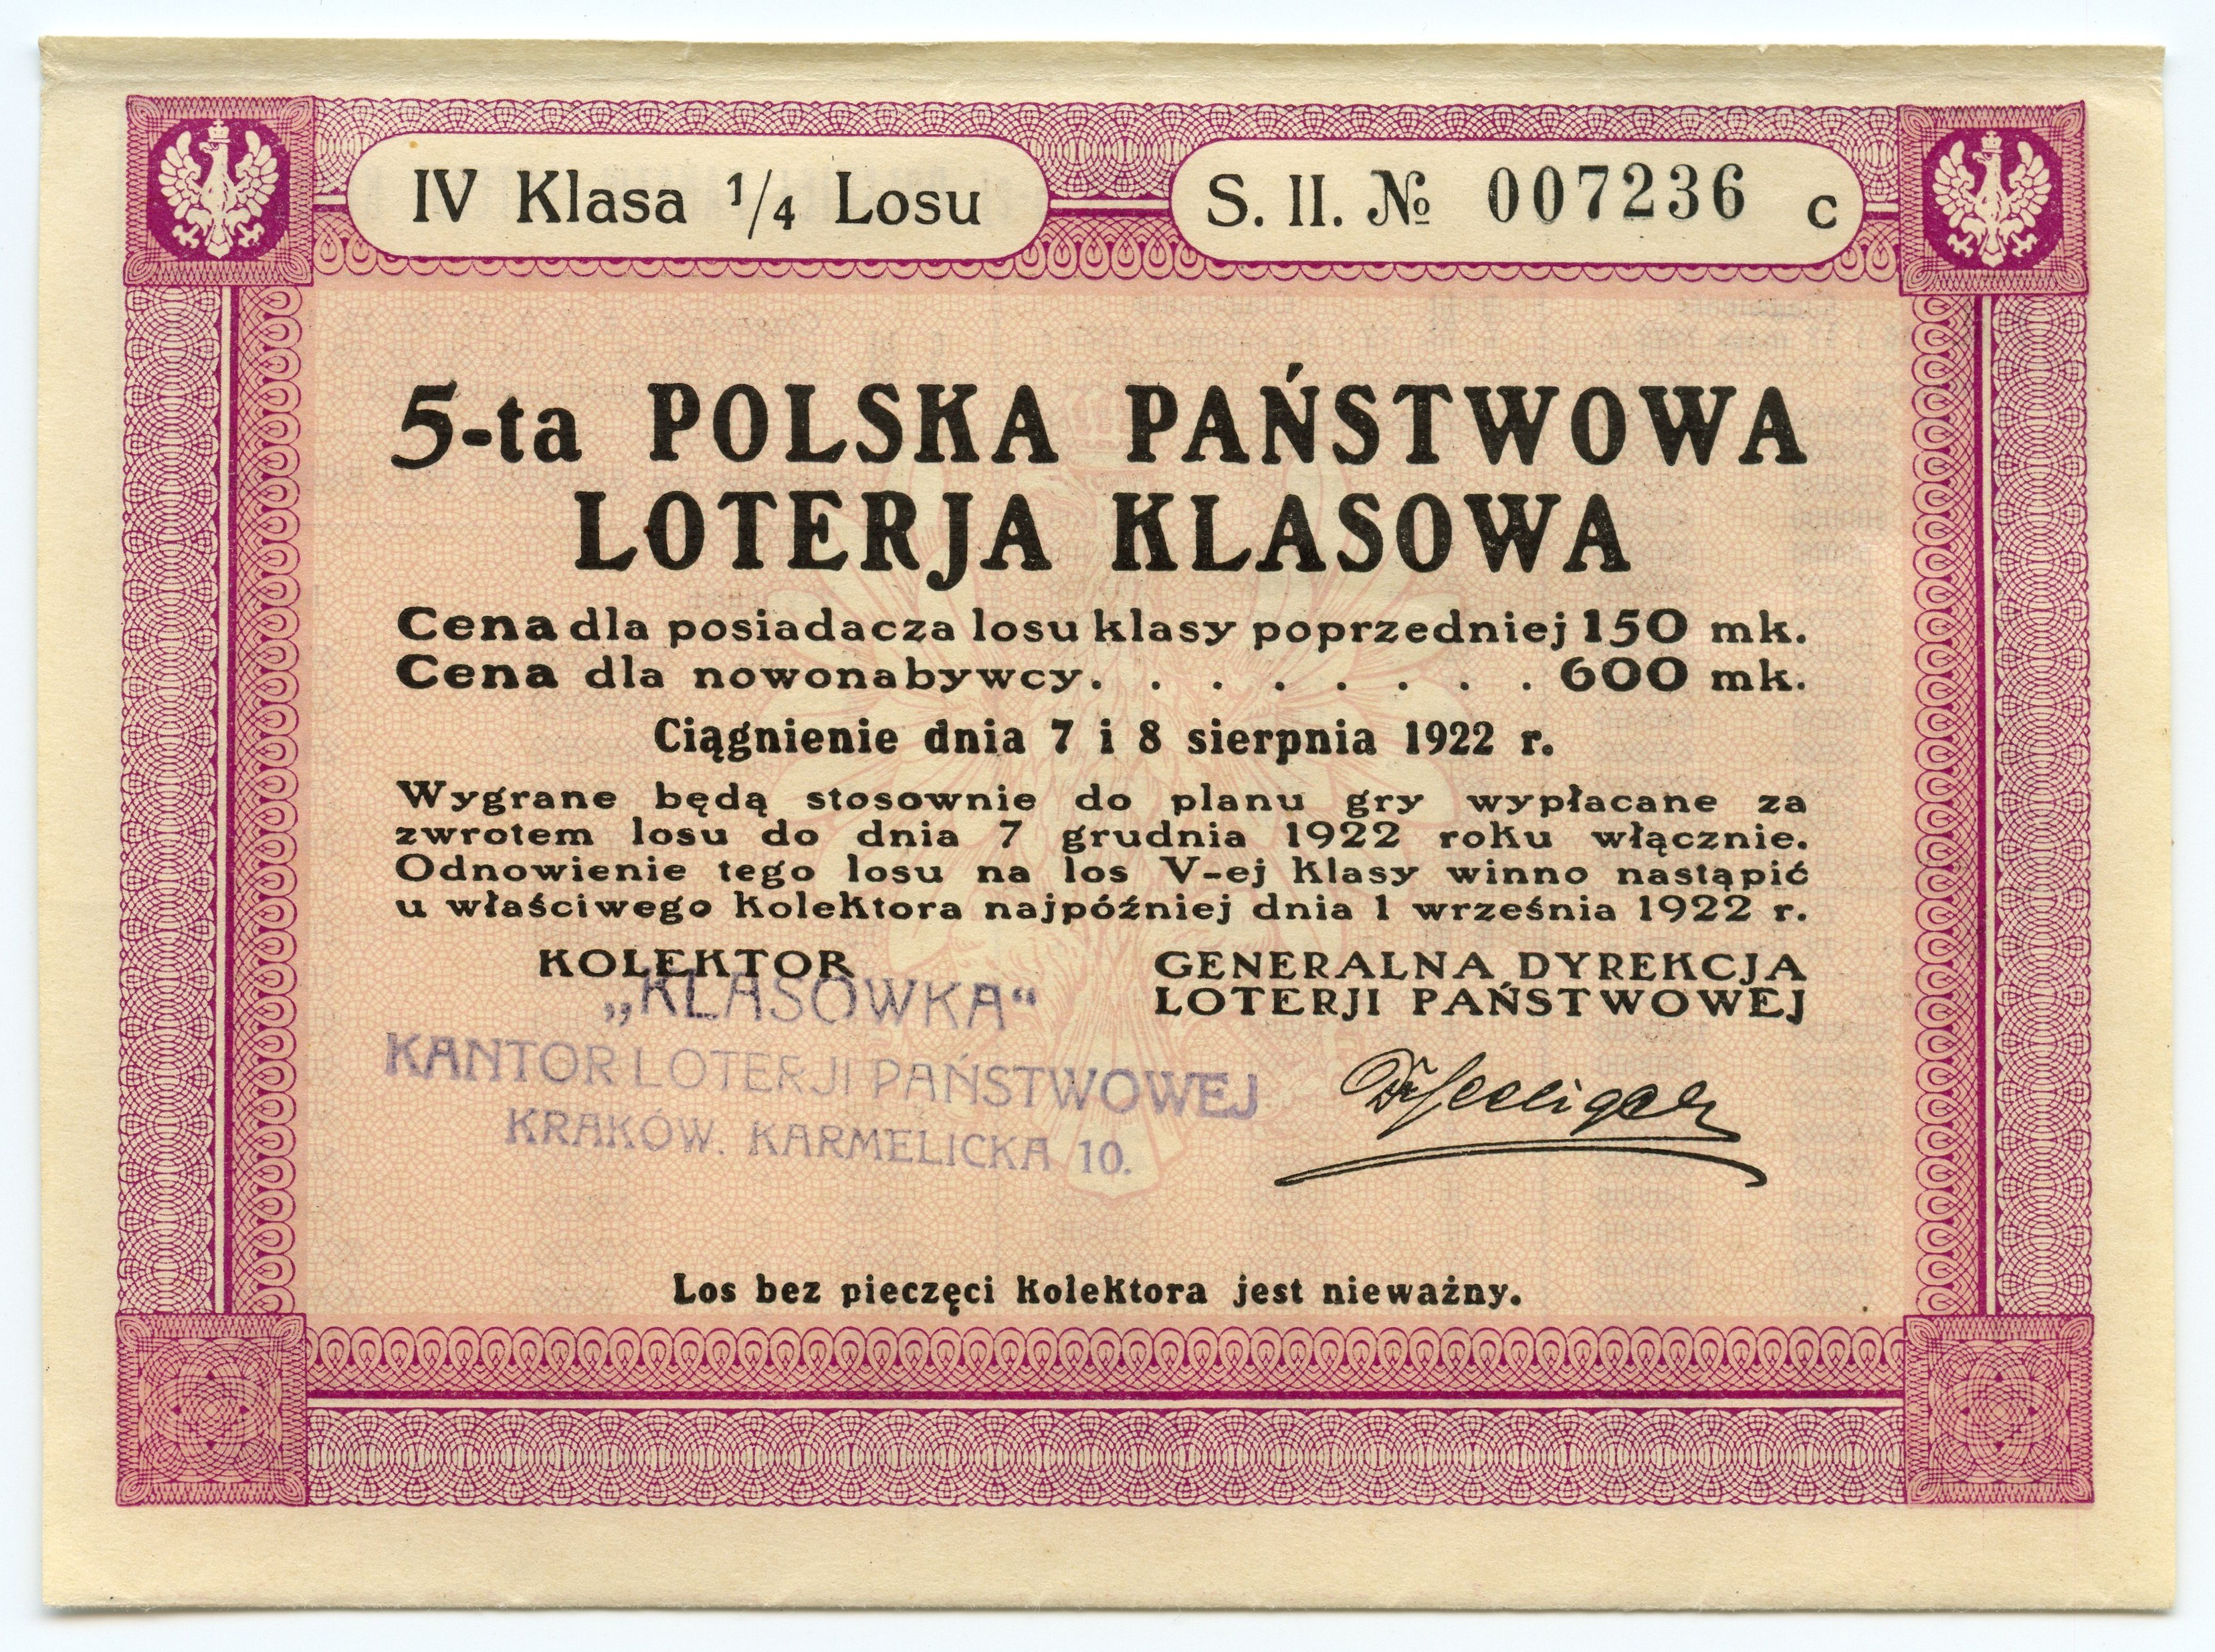 IV Klasa 1/4 Losu
S. II. № 007236 c
5-ta POLSKA PAŃSTWOWA
LOTERJA KLASOWA
Cena dla posiadacza losu klasy poprzedniej 150 mk.
Cena dla nowonabywcy. . . . . . . . 600 mk.
Ciągnienie dnia 7 i 8 sierpnia 1922 r.
Wygrane będą stosownie do planu gry wypłacane za
zwrotem losu do dnia 7 grudnia 1922 roku włącznie.
Odnowienie tego losu na los V-ej klasy winno nastąpić
u właściwego kolektora najpóźniej dnia 1 września 1922 r.
KOLEKTOR
„KLASÓWKA“
KANTOR LOTERJI PAŃSTWOWEJ
KRAKÓW. KARMELICKA 10.
GENERALNA DYREKCJA
LOTERJI PAŃSTWOWEJ
Dr Seeliger
Los bez pieczęci kolektora jest nieważny.